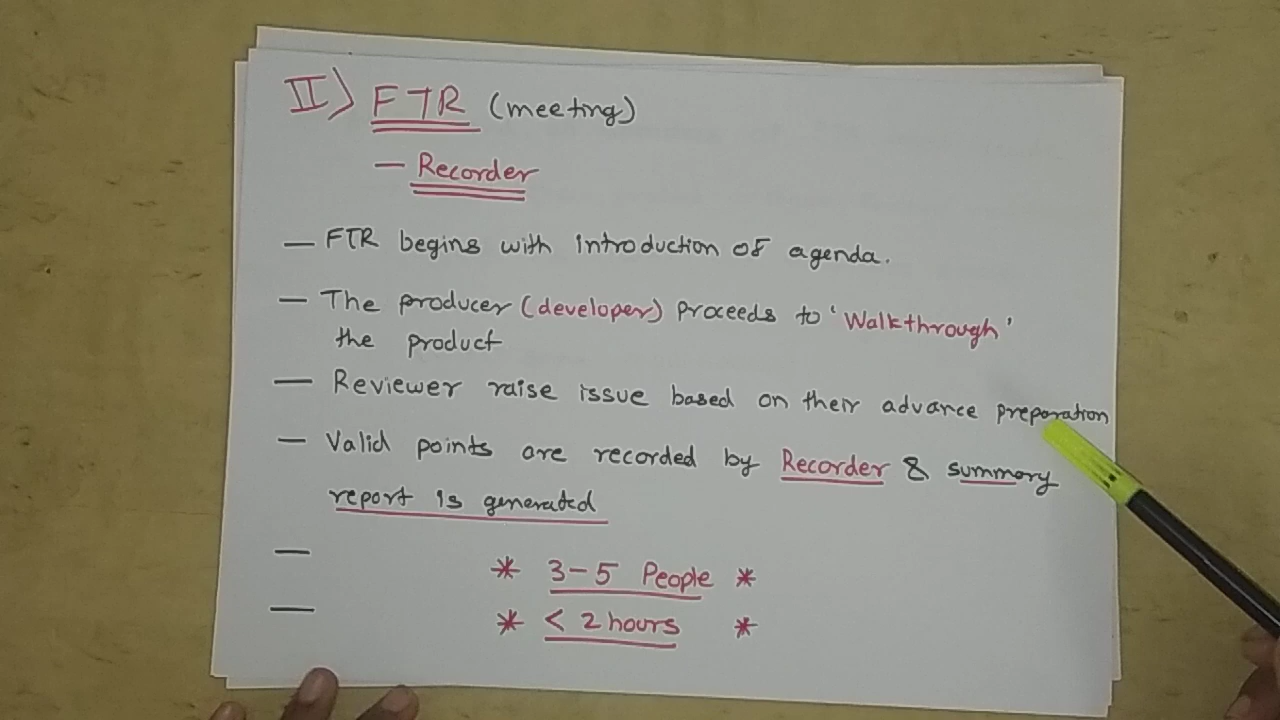 II) FTR (meeting)
— Recorder
— FTR begins with introduction of agenda.
— The producer (developer) proceeds to 'Walkthrough'
the product
— Reviewer raise issue based on their advance preparation
— Valid points are recorded by Recorder & summory
report is generated
— * 3-5 People *
— * < 2 hours *